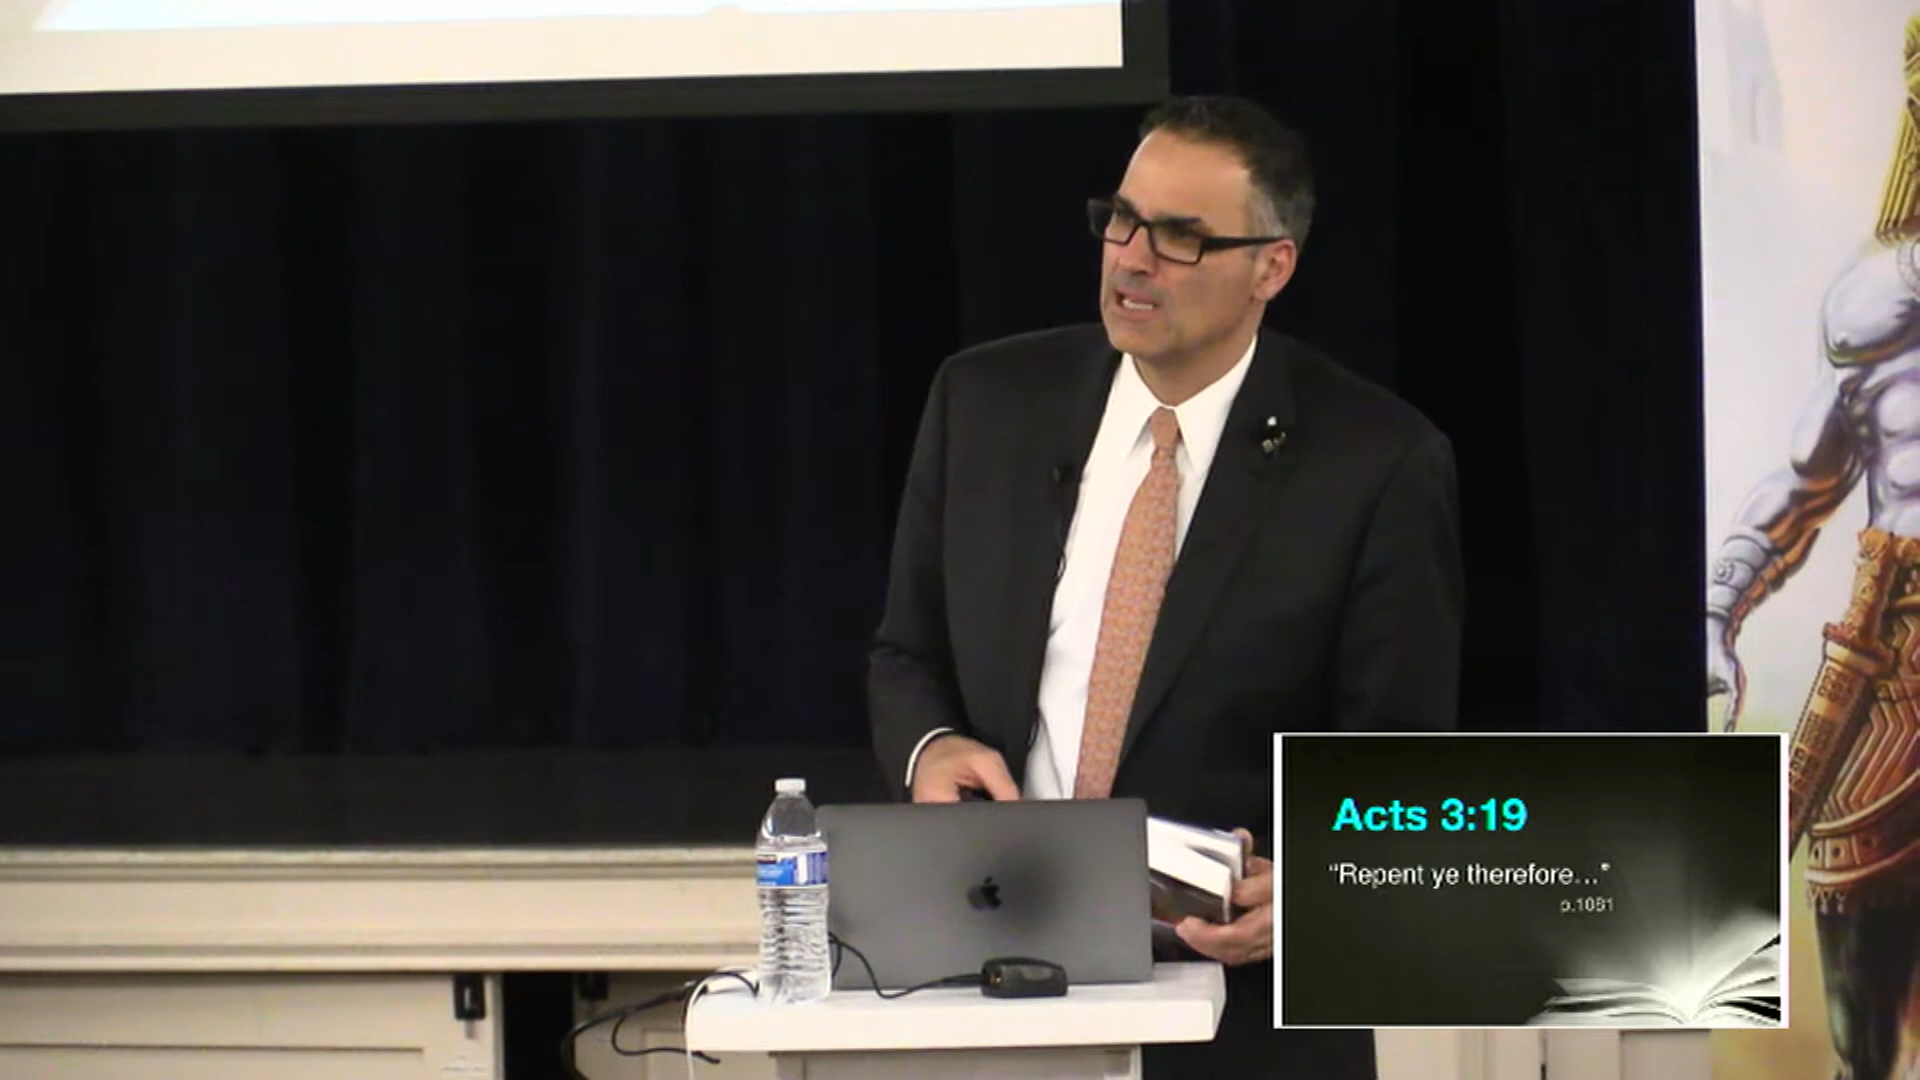 Acts 3:19
“Repent ye therefore…”
p.1081